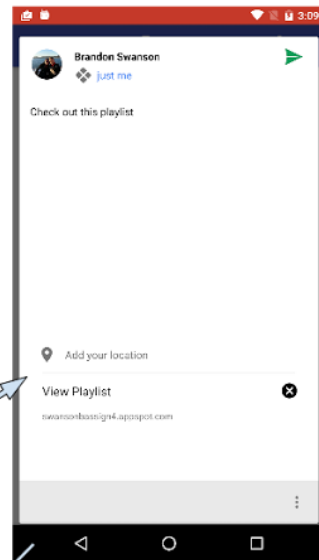 3:09
Brandon Swanson
just me
Check out this playlist
Add your location
View Playlist
swansonbassign4.appspot.com